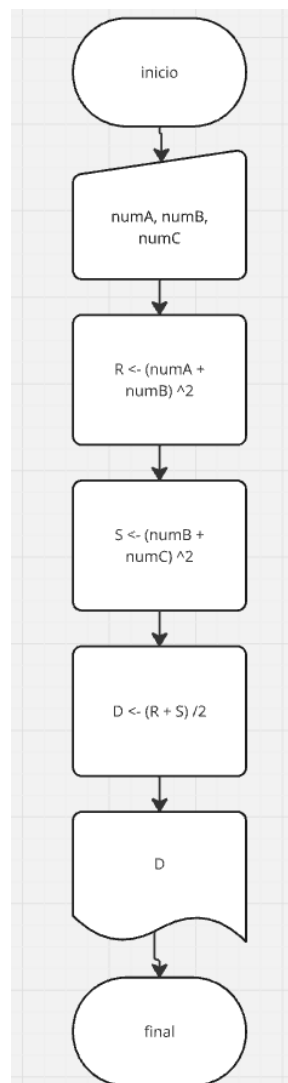 inicio
numA, numB,
numC
R <- (numA +
numB) ^2
S <- (numB +
numC) ^2
D <- (R + S) /2
D
final